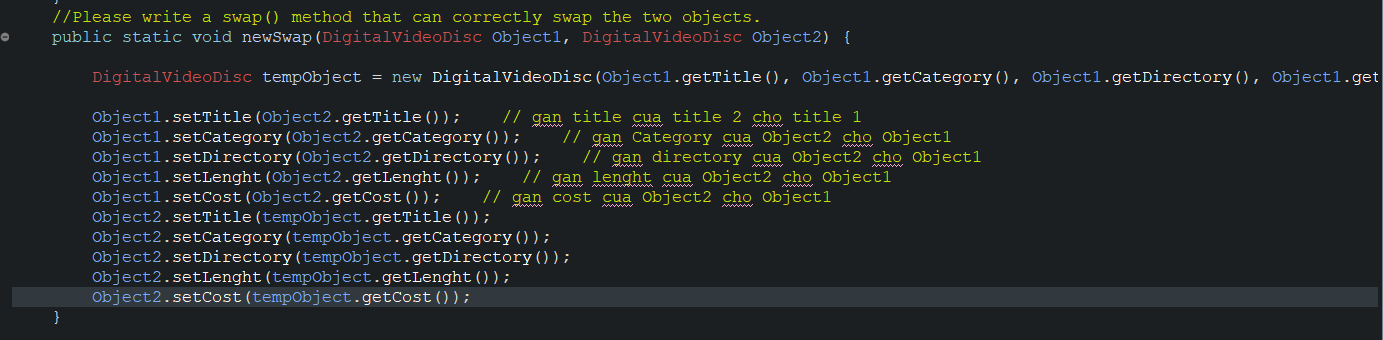 }
//Please write a swap() method that can correctly swap the two objects.
public static void newSwap(DigitalVideoDisc Object1, DigitalVideoDisc Object2) {
DigitalVideoDisc tempObject = new DigitalVideoDisc(Object1.getTitle(), Object1.getCategory(), Object1.getDirectory(), Object1.get
Object1.setTitle(Object2.getTitle()); // gan title cua title 2 cho title 1
Object1.setCategory(Object2.getCategory()); // gan Category cua Object2 cho Object1
Object1.setDirectory(Object2.getDirectory()); // gan directory cua Object2 cho Object1
Object1.setLenght(Object2.getLenght()); // gan lenght cua Object2 cho Object1
Object1.setCost(Object2.getCost()); // gan cost cua Object2 cho Object1
Object2.setTitle(tempObject.getTitle());
Object2.setCategory(tempObject.getCategory());
Object2.setDirectory(tempObject.getDirectory());
Object2.setLenght(tempObject.getLenght());
Object2.setCost(tempObject.getCost());
}